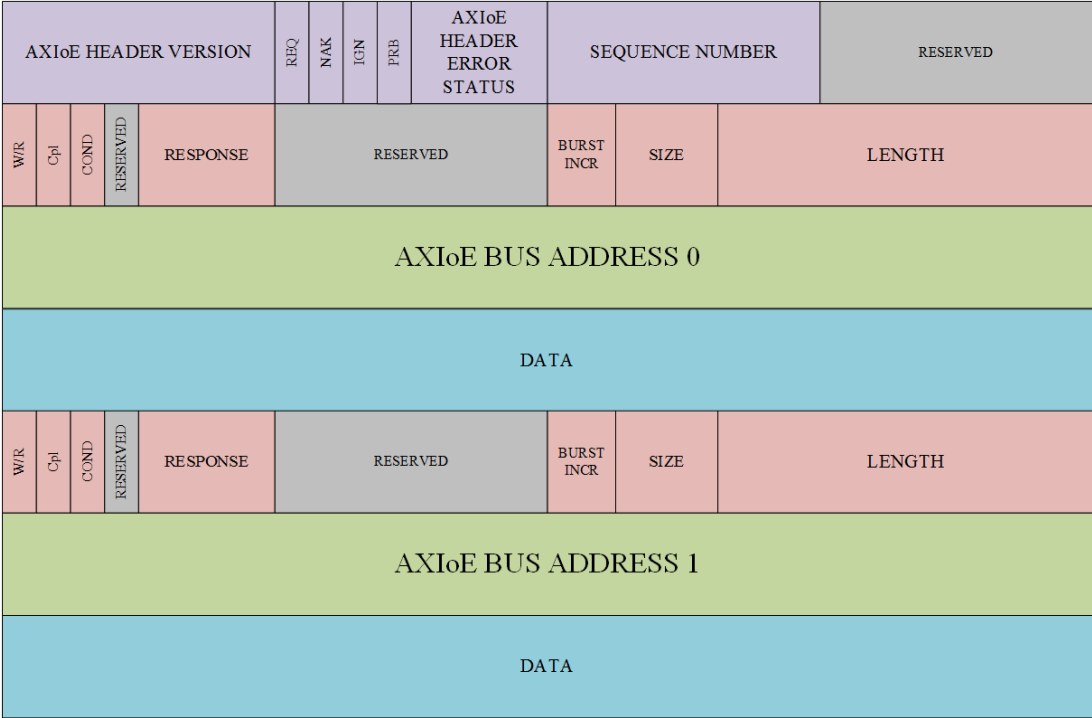 AXIoE HEADER VERSION
REQ
NAK
IGN
PRB
AXIoE
HEADER
ERROR
STATUS
SEQUENCE NUMBER
RESERVED
W/R
Cpl
COND
RESERVED
RESPONSE
RESERVED
BURST
INCR
SIZE
LENGTH
AXIoE BUS ADDRESS 0
DATA
W/R
Cpl
COND
RESERVED
RESPONSE
RESERVED
BURST
INCR
SIZE
LENGTH
AXIoE BUS ADDRESS 1
DATA